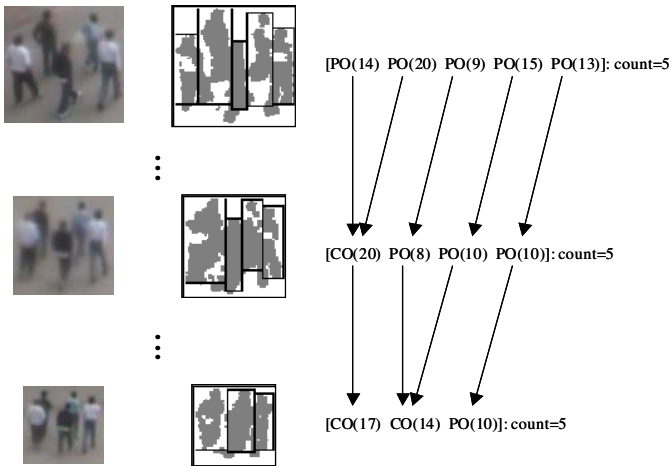 [PO(14) PO(20) PO(9) PO(15) PO(13)]: count=5
[CO(20) PO(8) PO(10) PO(10)]: count=5
[CO(17) CO(14) PO(10)]: count=5